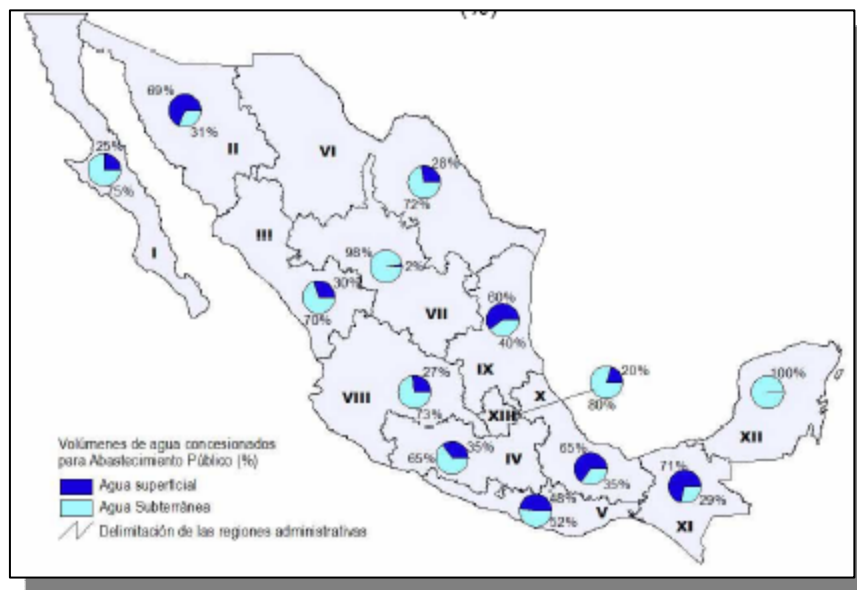 (%)
69%
31%
II
VI
25%
75%
28%
72%
III
98%
2%
I
30%
70%
VII
60%
40%
IX
20%
80%
100%
VIII
27%
73%
X
XIII
XII
65%
35%
IV
65%
35%
71%
29%
48%
52%
V
XI
Volúmenes de agua concesionados
para Abastecimiento Público (%)
Agua superficial
Agua Subterránea
Delimitación de las regiones administrativas